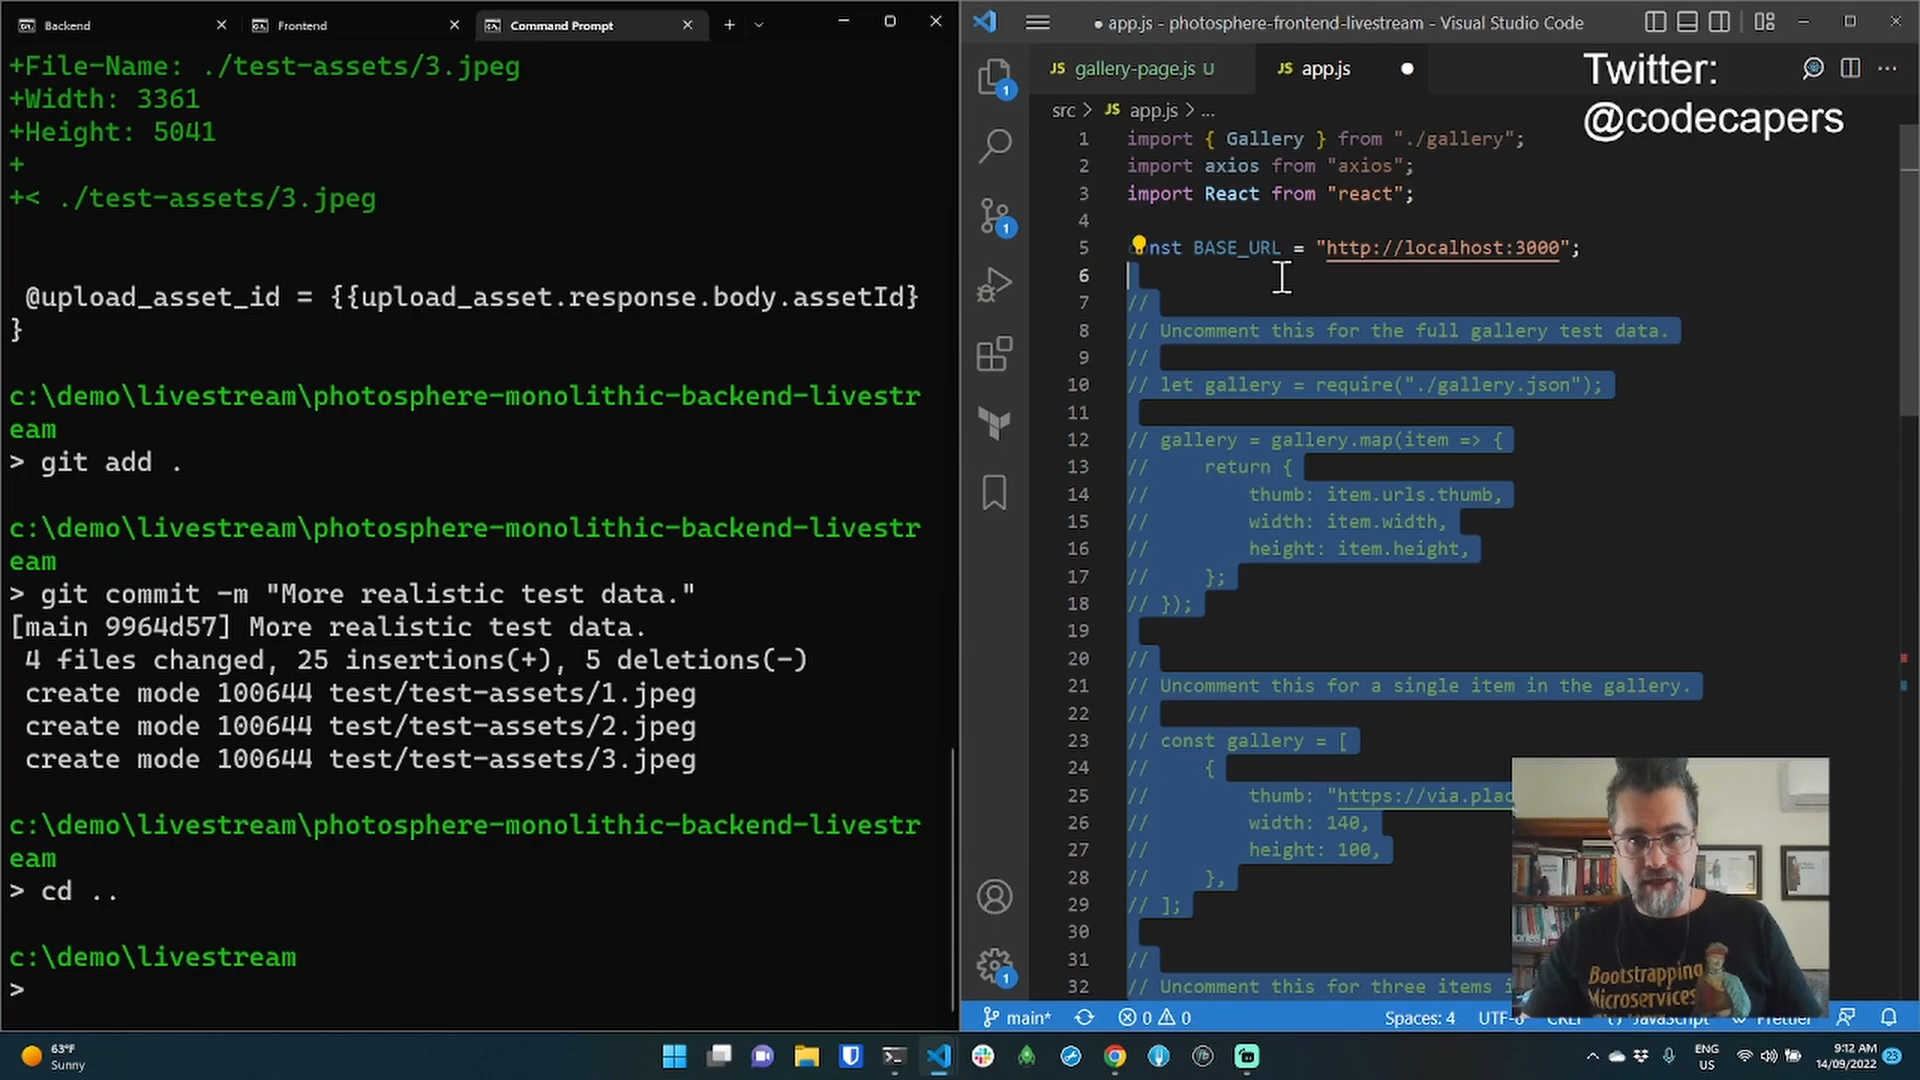 Backend
Frontend
Command Prompt
+File-Name: ./test-assets/3.jpeg
+Width: 3361
+Height: 5041
+
+< ./test-assets/3.jpeg
@upload_asset_id = {{upload_asset.response.body.assetId}
}
c:\demo\livestream\photosphere-monolithic-backend-livestr
eam
> git add .
c:\demo\livestream\photosphere-monolithic-backend-livestr
eam
> git commit -m "More realistic test data."
[main 9964d57] More realistic test data.
4 files changed, 25 insertions(+), 5 deletions(-)
create mode 100644 test/test-assets/1.jpeg
create mode 100644 test/test-assets/2.jpeg
create mode 100644 test/test-assets/3.jpeg
c:\demo\livestream\photosphere-monolithic-backend-livestr
eam
> cd ..
c:\demo\livestream
>
● app.js - photosphere-frontend-livestream - Visual Studio Code
JS gallery-page.js U
JS app.js ●
Twitter:
@codecapers
src > JS app.js > ...
1 import { Gallery } from "./gallery";
2 import axios from "axios";
3 import React from "react";
4
5 nst BASE_URL = "http://localhost:3000";
6
7 //
8 // Uncomment this for the full gallery test data.
9 //
10 // let gallery = require("./gallery.json");
11
12 // gallery = gallery.map(item => {
13 // return {
14 // thumb: item.urls.thumb,
15 // width: item.width,
16 // height: item.height,
17 // };
18 // });
19
20 //
21 // Uncomment this for a single item in the gallery.
22 //
23 // const gallery = [
24 // {
25 // thumb: "https://via.plac
26 // width: 140,
27 // height: 100,
28 // },
29 // ];
30
31 //
32 // Uncomment this for three items i
1
1
1
Bootstrapping
Microservices
main* 0 0 Spaces: 4 UTF-8 CRLF {} JavaScript Prettier
63°F
Sunny
ENG
US
9:12 AM
14/09/2022
23